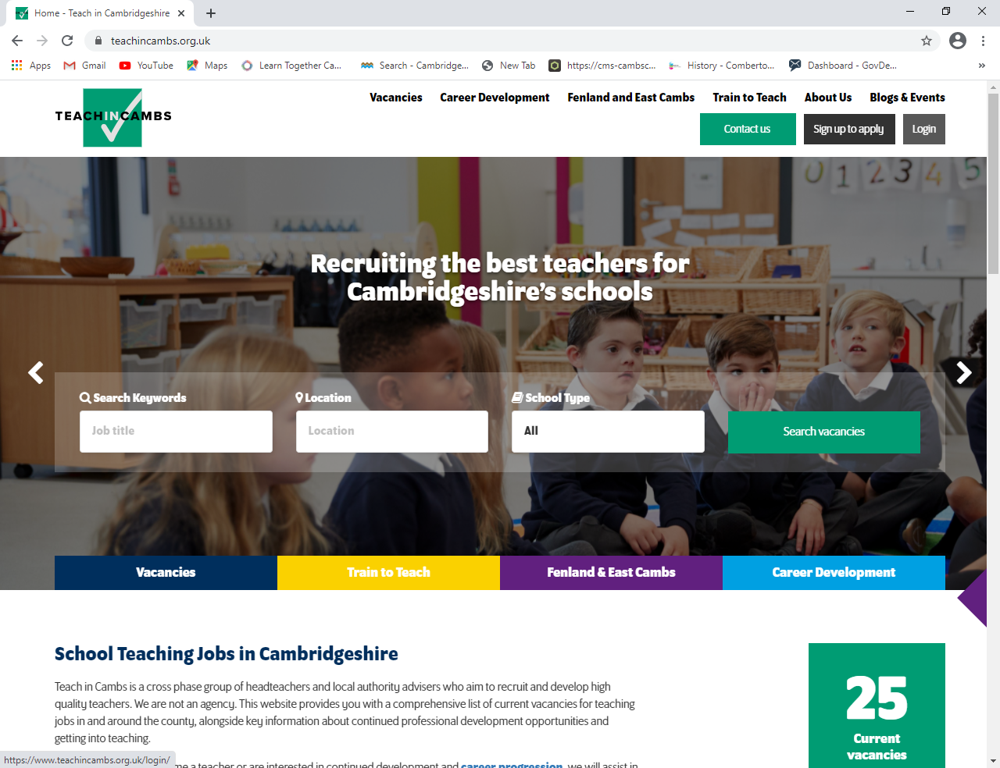 Home - Teach in Cambridgeshire
teachincambs.org.uk
Apps
Gmail
YouTube
Maps
Learn Together Ca...
Search - Cambridge...
New Tab
https://cms-cambsc...
History - Comberto...
Dashboard - GovDe...
TEACHINCAMBS
Vacancies
Career Development
Fenland and East Cambs
Train to Teach
About Us
Blogs & Events
Contact us
Sign up to apply
Login
0 1 2 3 4 5
Recruiting the best teachers for
Cambridgeshire's schools
Search Keywords
Location
School Type
Job title
Location
All
Search vacancies
Vacancies
Train to Teach
Fenland & East Cambs
Career Development
School Teaching Jobs in Cambridgeshire
Teach in Cambs is a cross phase group of headteachers and local authority advisers who aim to recruit and develop high
quality teachers. We are not an agency. This website provides you with a comprehensive list of current vacancies for teaching
jobs in and around the county, alongside key information about continued professional development opportunities and
getting into teaching.
25
Current
vacancies
https://www.teachincambs.org.uk/login/
me a teacher or are interested in continued development and career progression, we will assist in